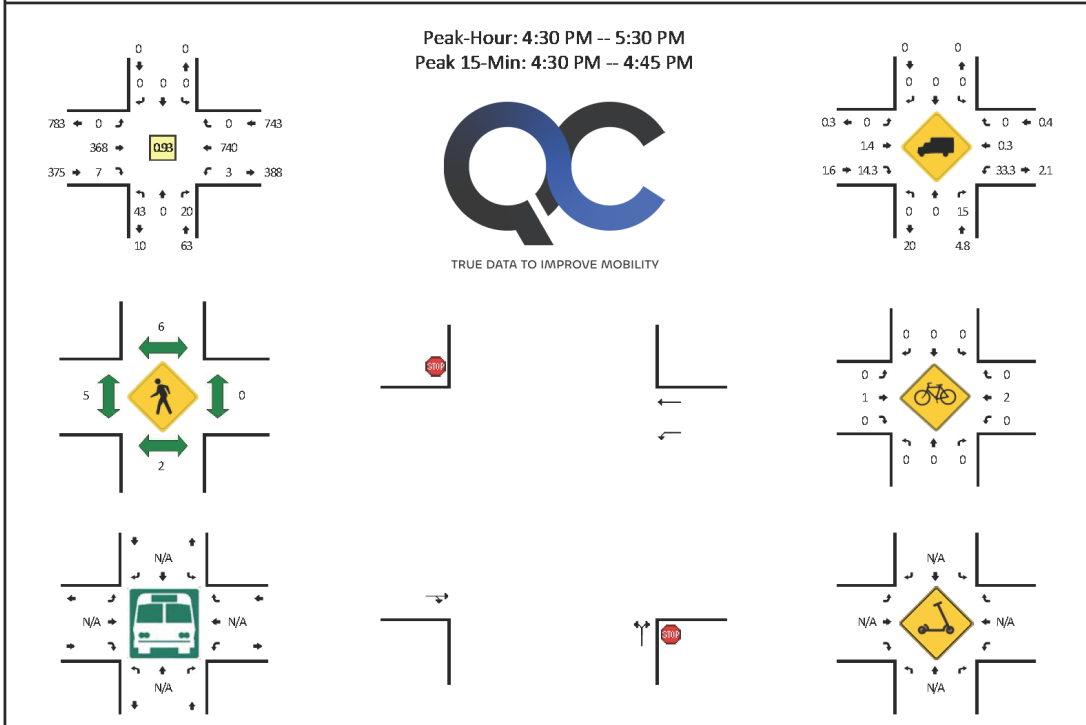 Peak-Hour: 4:30 PM -- 5:30 PM
Peak 15-Min: 4:30 PM -- 4:45 PM
QC
TRUE DATA TO IMPROVE MOBILITY
0 0
0 0 0
783 0 0 743
368 0.93 740
375 7 3 388
43 0 20
10 63
0 0
0 0 0
0.3 0 0 0.4
1.4 0.3
1.6 14.3 33.3 2.1
0 0 15
20 4.8
6
5 0
2
STOP
0 0 0
0 0
1 2
0 0
0 0 0
N/A
N/A N/A
N/A
STOP
N/A
N/A N/A
N/A